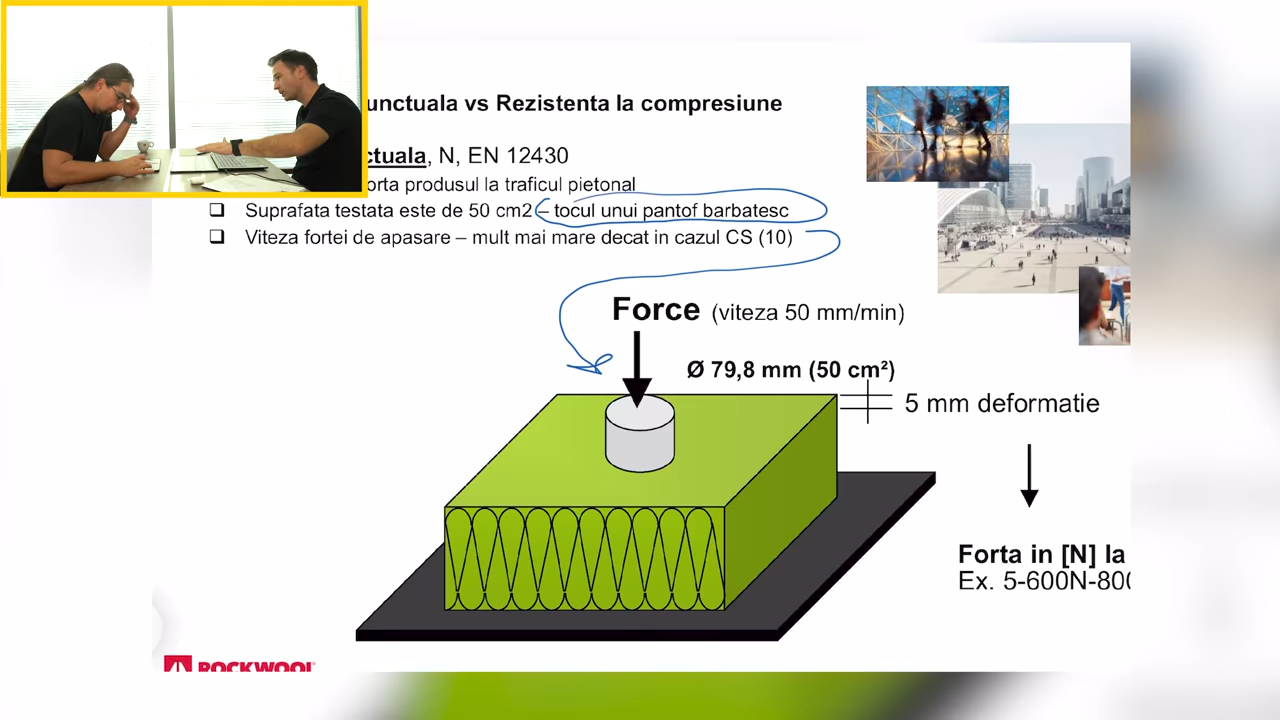 unctuala vs Rezistenta la compresiune
ctuala, N, EN 12430
orta produsul la traficul pietonal
❑ Suprafata testata este de 50 cm2 – tocul unui pantof barbatesc
❑ Viteza fortei de apasare – mult mai mare decat in cazul CS (10)
Force (viteza 50 mm/min)
Ø 79,8 mm (50 cm²)
5 mm deformatie
Forta in [N] la
Ex. 5-600N-800
ROCKWOOL